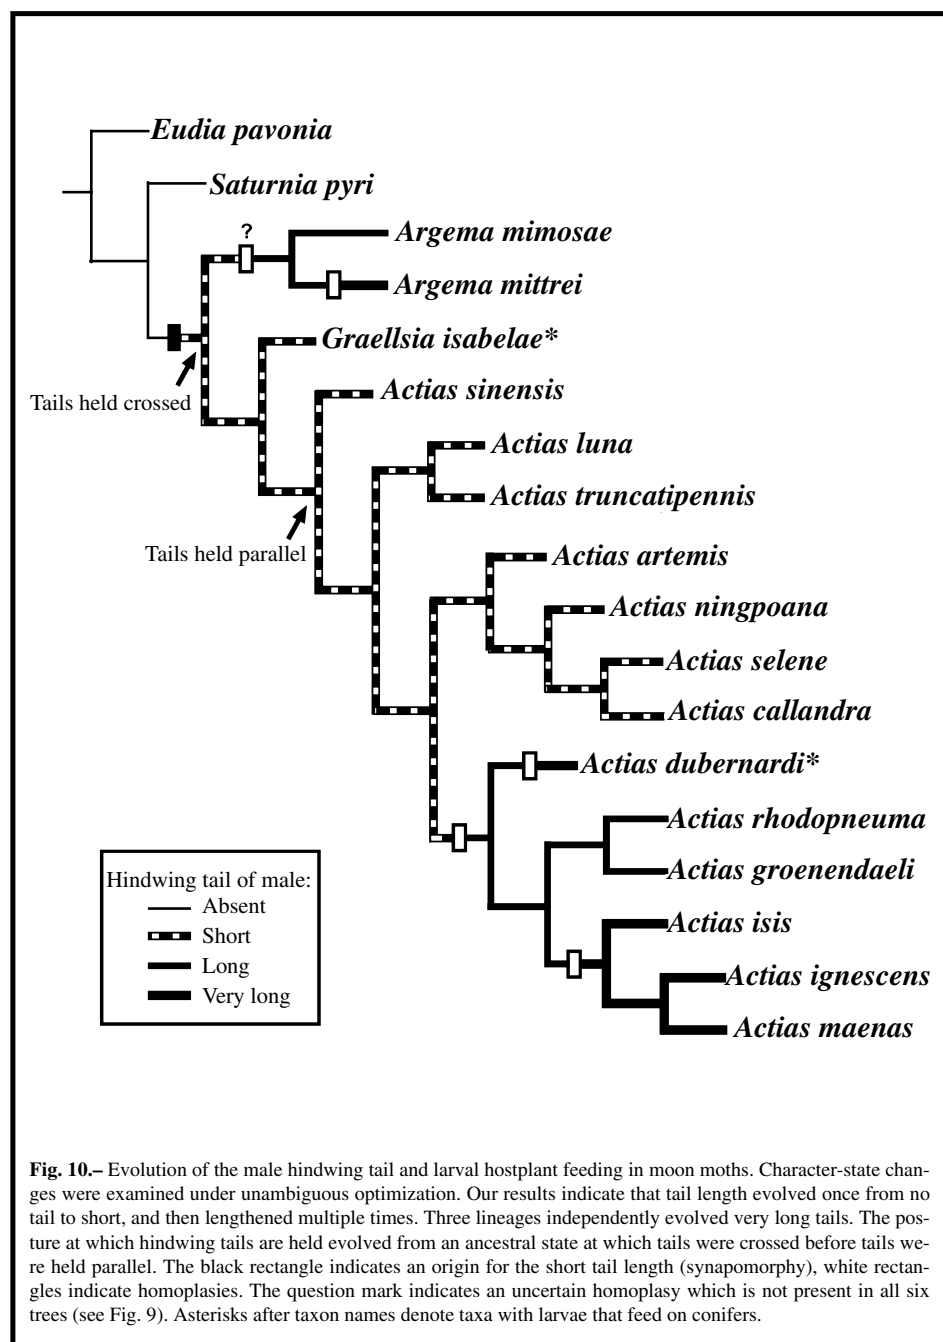 Eudia pavonia
Saturnia pyri
?
Argema mimosae
Argema mittrei
Graellsia isabelae*
Tails held crossed
Actias sinensis
Actias luna
Actias truncatipennis
Tails held parallel
Actias artemis
Actias ningpoana
Actias selene
Actias callandra
Actias dubernardi*
Actias rhodopneuma
Actias groenendaeli
Actias isis
Actias ignescens
Actias maenas
Hindwing tail of male:
Absent
Short
Long
Very long
Fig. 10.– Evolution of the male hindwing tail and larval hostplant feeding in moon moths. Character-state chan-
ges were examined under unambiguous optimization. Our results indicate that tail length evolved once from no
tail to short, and then lengthened multiple times. Three lineages independently evolved very long tails. The pos-
ture at which hindwing tails are held evolved from an ancestral state at which tails were crossed before tails we-
re held parallel. The black rectangle indicates an origin for the short tail length (synapomorphy), white rectan-
gles indicate homoplasies. The question mark indicates an uncertain homoplasy which is not present in all six
trees (see Fig. 9). Asterisks after taxon names denote taxa with larvae that feed on conifers.